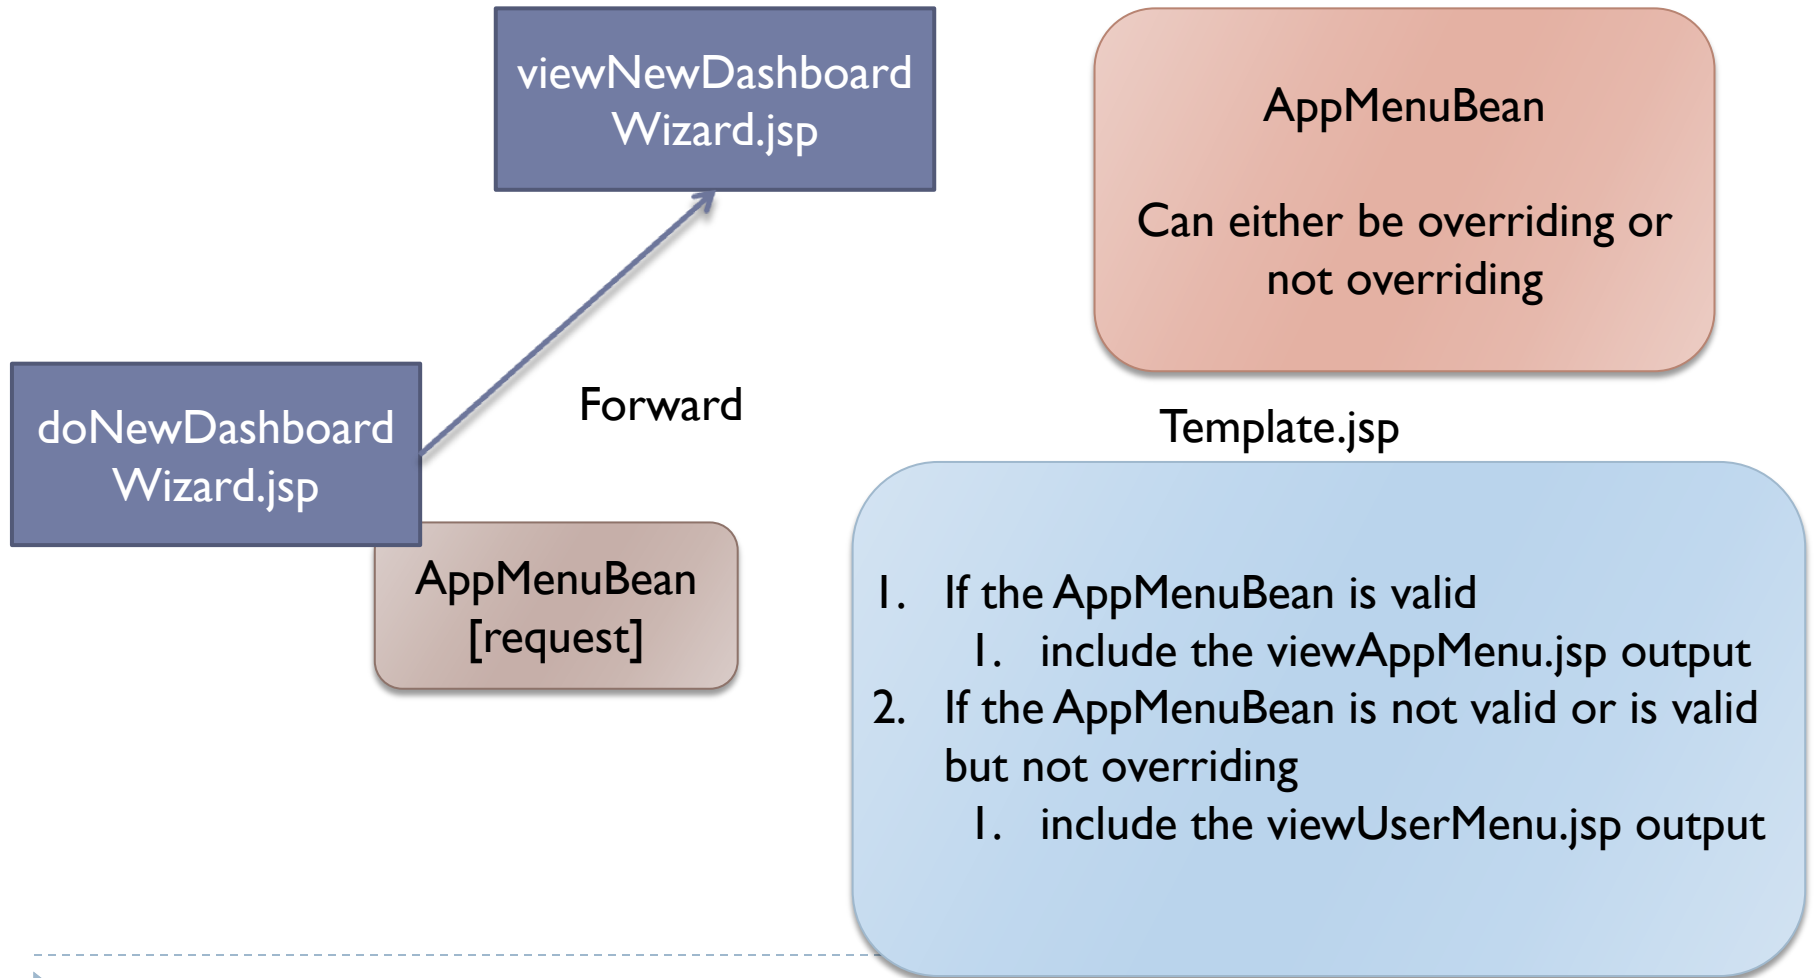 viewNewDashboard
Wizard.jsp
AppMenuBean
Can either be overriding or
not overriding
Forward
doNewDashboard
Wizard.jsp
AppMenuBean
[request]
Template.jsp
1. If the AppMenuBean is valid
1. include the viewAppMenu.jsp output
2. If the AppMenuBean is not valid or is valid
but not overriding
1. include the viewUserMenu.jsp output